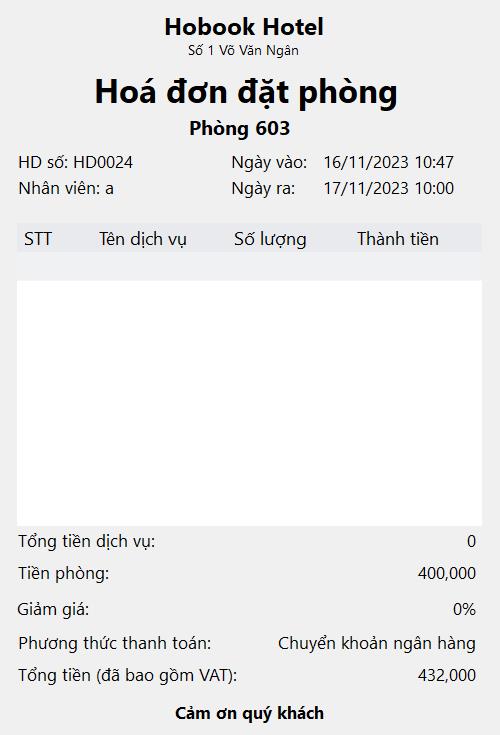 Hobook Hotel
Số 1 Võ Văn Ngân
Hoá đơn đặt phòng
Phòng 603
HD số: HD0024 Ngày vào: 16/11/2023 10:47
Nhân viên: a Ngày ra: 17/11/2023 10:00
STT Tên dịch vụ Số lượng Thành tiền
Tổng tiền dịch vụ: 0
Tiền phòng: 400,000
Giảm giá: 0%
Phương thức thanh toán: Chuyển khoản ngân hàng
Tổng tiền (đã bao gồm VAT): 432,000
Cảm ơn quý khách